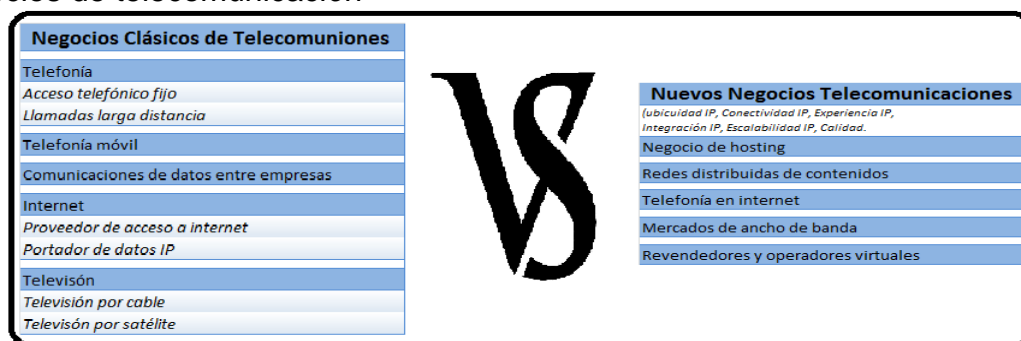 Negocios Clásicos de Telecomuniones
Telefonía
Acceso telefónico fijo
Llamadas larga distancia
Telefonía móvil
Comunicaciones de datos entre empresas
Internet
Proveedor de acceso a internet
Portador de datos IP
Televisón
Televisión por cable
Televisón por satélite
VS
Nuevos Negocios Telecomunicaciones
(ubicuidad IP, Conectividad IP, Experiencia IP,
Integración IP, Escalabilidad IP, Calidad.
Negocio de hosting
Redes distribuidas de contenidos
Telefonía en internet
Mercados de ancho de banda
Revendedores y operadores virtuales